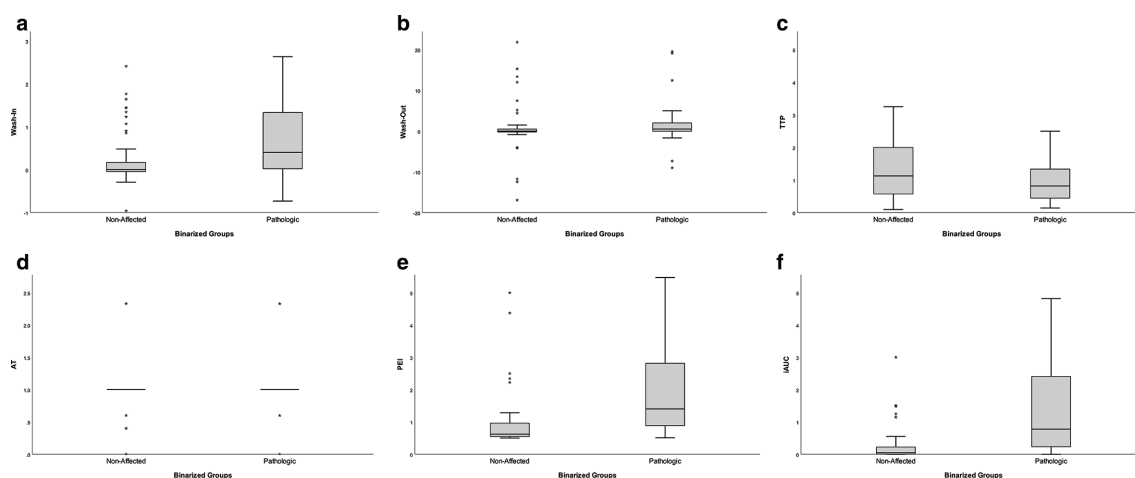 a
3
2
1
0
-1
Wash-In
Non-Affected
Pathologic
Binarized Groups
b
20
10
0
-10
-20
Wash-Out
Non-Affected
Pathologic
Binarized Groups
c
5
4
3
2
1
0
TTP
Non-Affected
Pathologic
Binarized Groups
d
2.5
2.0
1.5
1.0
.5
.0
AT
Non-Affected
Pathologic
Binarized Groups
e
5
4
3
2
1
0
PEI
Non-Affected
Pathologic
Binarized Groups
f
5
4
3
2
1
0
iAUC
Non-Affected
Pathologic
Binarized Groups